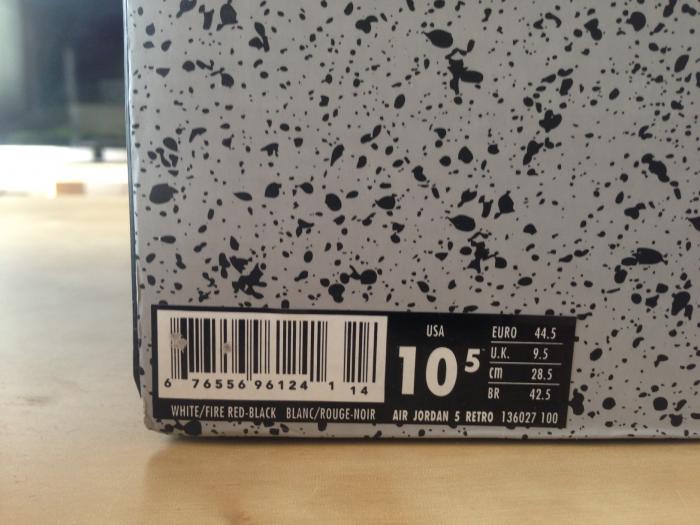 USA
10 5
EURO 44.5
U.K. 9.5
cm 28.5
BR 42.5
6 76556 96124 1 14
WHITE/FIRE RED-BLACK BLANC/ROUGE-NOIR
AIR JORDAN 5 RETRO 136027 100